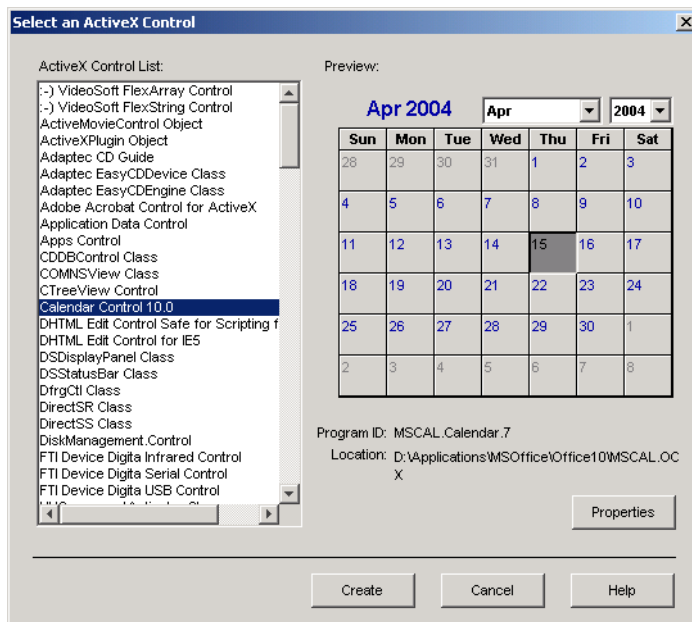 Select an ActiveX Control
ActiveX Control List:
:-) VideoSoft FlexArray Control
:-) VideoSoft FlexString Control
ActiveMovieControl Object
ActiveXPlugin Object
Adaptec CD Guide
Adaptec EasyCDDevice Class
Adaptec EasyCDEngine Class
Adobe Acrobat Control for ActiveX
Application Data Control
Apps Control
CDDBControl Class
COMNSView Class
CTreeView Control
Calendar Control 10.0
DHTML Edit Control Safe for Scripting f
DHTML Edit Control for IE5
DSDisplayPanel Class
DSStatusBar Class
DfrgCtl Class
DirectSR Class
DirectSS Class
DiskManagement.Control
FTI Device Digita Infrared Control
FTI Device Digita Serial Control
FTI Device Digita USB Control
Preview:
Apr 2004 Apr 2004
Sun Mon Tue Wed Thu Fri Sat
28 29 30 31 1 2 3
4 5 6 7 8 9 10
11 12 13 14 15 16 17
18 19 20 21 22 23 24
25 26 27 28 29 30 1
2 3 4 5 6 7 8
Program ID: MSCAL.Calendar.7
Location: D:\Applications\MSOffice\Office10\MSCAL.OC
X
Properties
Create Cancel Help